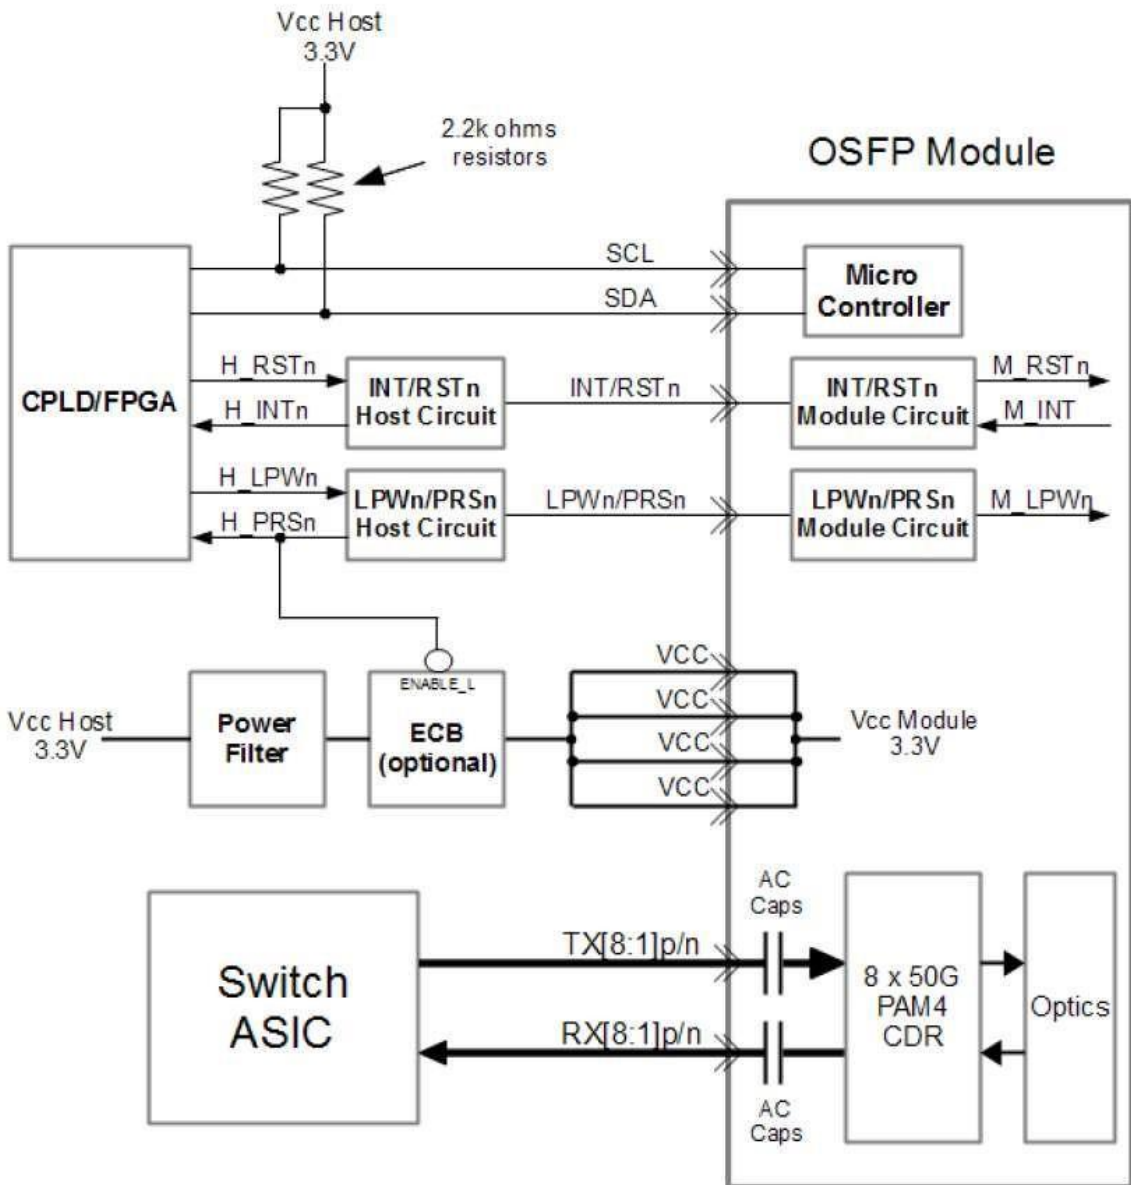 Vcc Host
3.3V
2.2k ohms
resistors
OSFP Module
SCL
SDA
Micro
Controller
CPLD/FPGA
H_RSTn
H_INTn
INT/RSTn
Host Circuit
INT/RSTn
INT/RSTn
Module Circuit
M_RSTn
M_INT
H_LPWn
H_PRSn
LPWn/PRSn
Host Circuit
LPWn/PRSn
LPWn/PRSn
Module Circuit
M_LPWn
Vcc Host
3.3V
Power
Filter
ENABLE_L
ECB
(optional)
VCC
VCC
VCC
VCC
Vcc Module
3.3V
Switch
ASIC
TX[8:1]p/n
RX[8:1]p/n
AC
Caps
AC
Caps
8 x 50G
PAM4
CDR
Optics